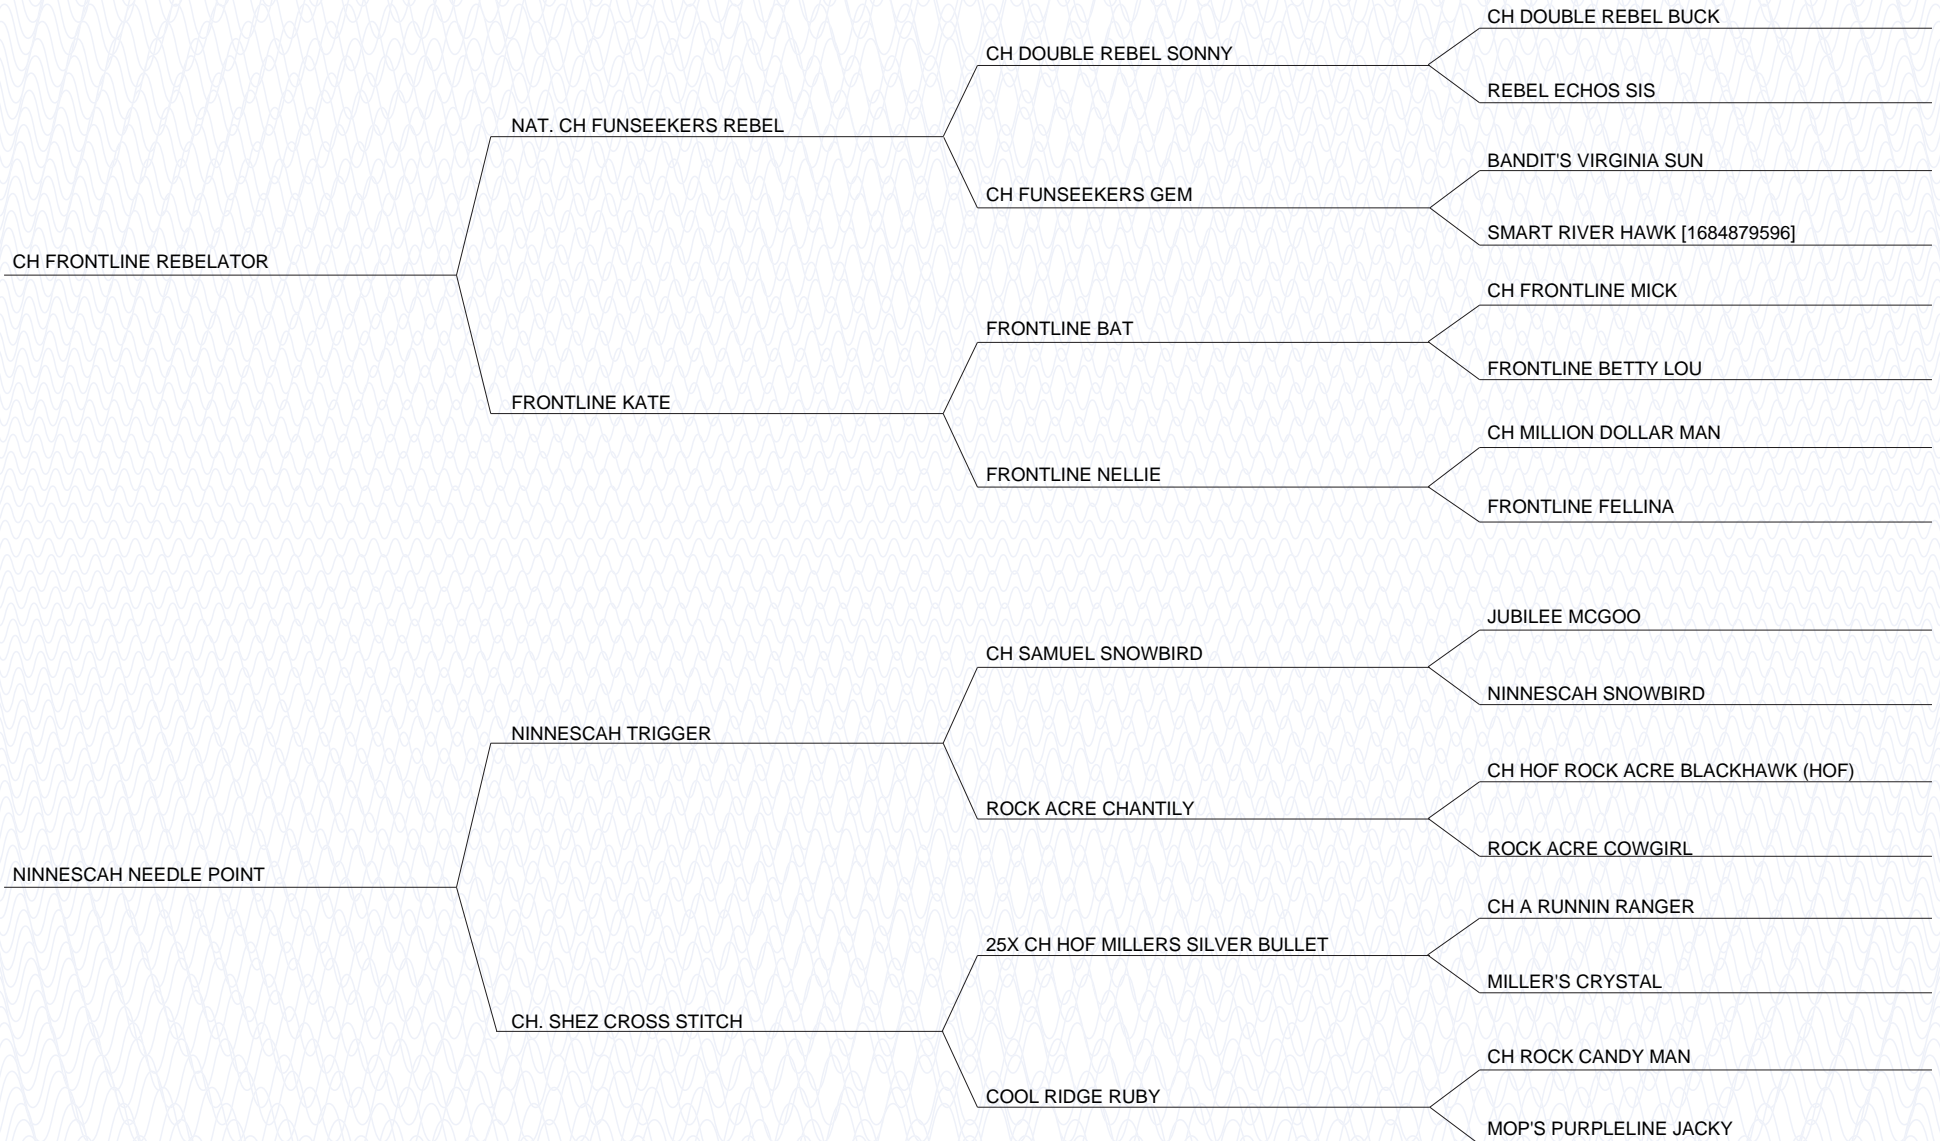 CH DOUBLE REBEL BUCK
CH DOUBLE REBEL SONNY
REBEL ECHOS SIS
NAT. CH FUNSEEKERS REBEL
BANDIT'S VIRGINIA SUN
CH FUNSEEKERS GEM
SMART RIVER HAWK [1684879596]
CH FRONTLINE REBELATOR
CH FRONTLINE MICK
FRONTLINE BAT
FRONTLINE BETTY LOU
FRONTLINE KATE
CH MILLION DOLLAR MAN
FRONTLINE NELLIE
FRONTLINE FELLINA
JUBILEE MCGOO
CH SAMUEL SNOWBIRD
NINNESCAH SNOWBIRD
NINNESCAH TRIGGER
CH HOF ROCK ACRE BLACKHAWK (HOF)
ROCK ACRE CHANTILY
ROCK ACRE COWGIRL
NINNESCAH NEEDLE POINT
CH A RUNNIN RANGER
25X CH HOF MILLERS SILVER BULLET
MILLER'S CRYSTAL
CH. SHEZ CROSS STITCH
CH ROCK CANDY MAN
COOL RIDGE RUBY
MOP'S PURPLELINE JACKY